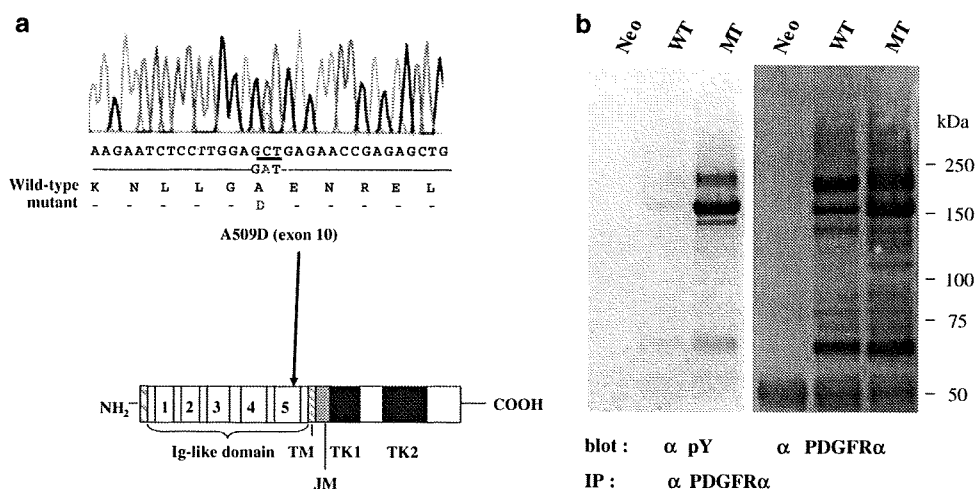 a
AAGAATCTCCTTGGAGCTGAGAACCGAGAGCTG
GAT-
Wild-type K N L L G A E N R E L
mutant - - - - - D - - - - -
A509D (exon 10)
NH2 1 2 3 4 5 COOH
Ig-like domain TM TK1 TK2
JM
b
Neo WT MT Neo WT MT
kDa
- 250
- 150
- 100
- 75
- 50
blot : α pY α PDGFRα
IP : α PDGFRα